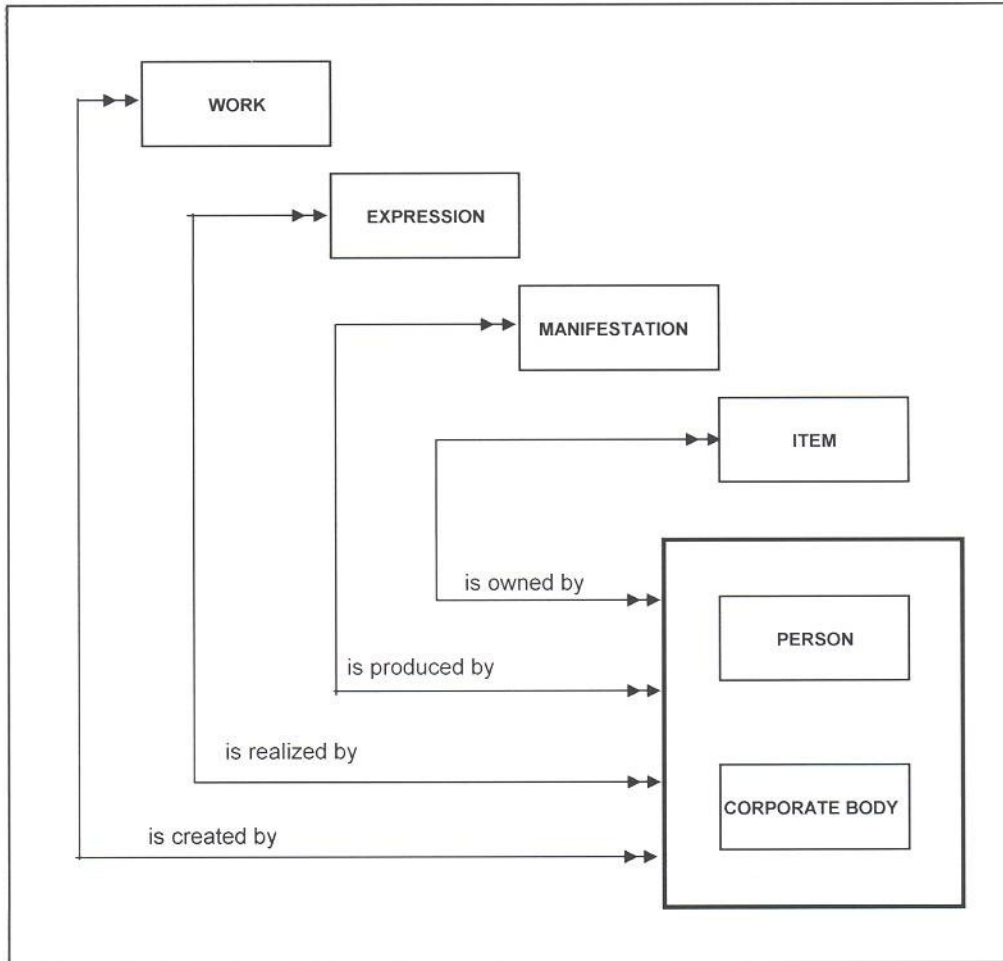 WORK
EXPRESSION
MANIFESTATION
ITEM
is owned by
PERSON
is produced by
is realized by
CORPORATE BODY
is created by